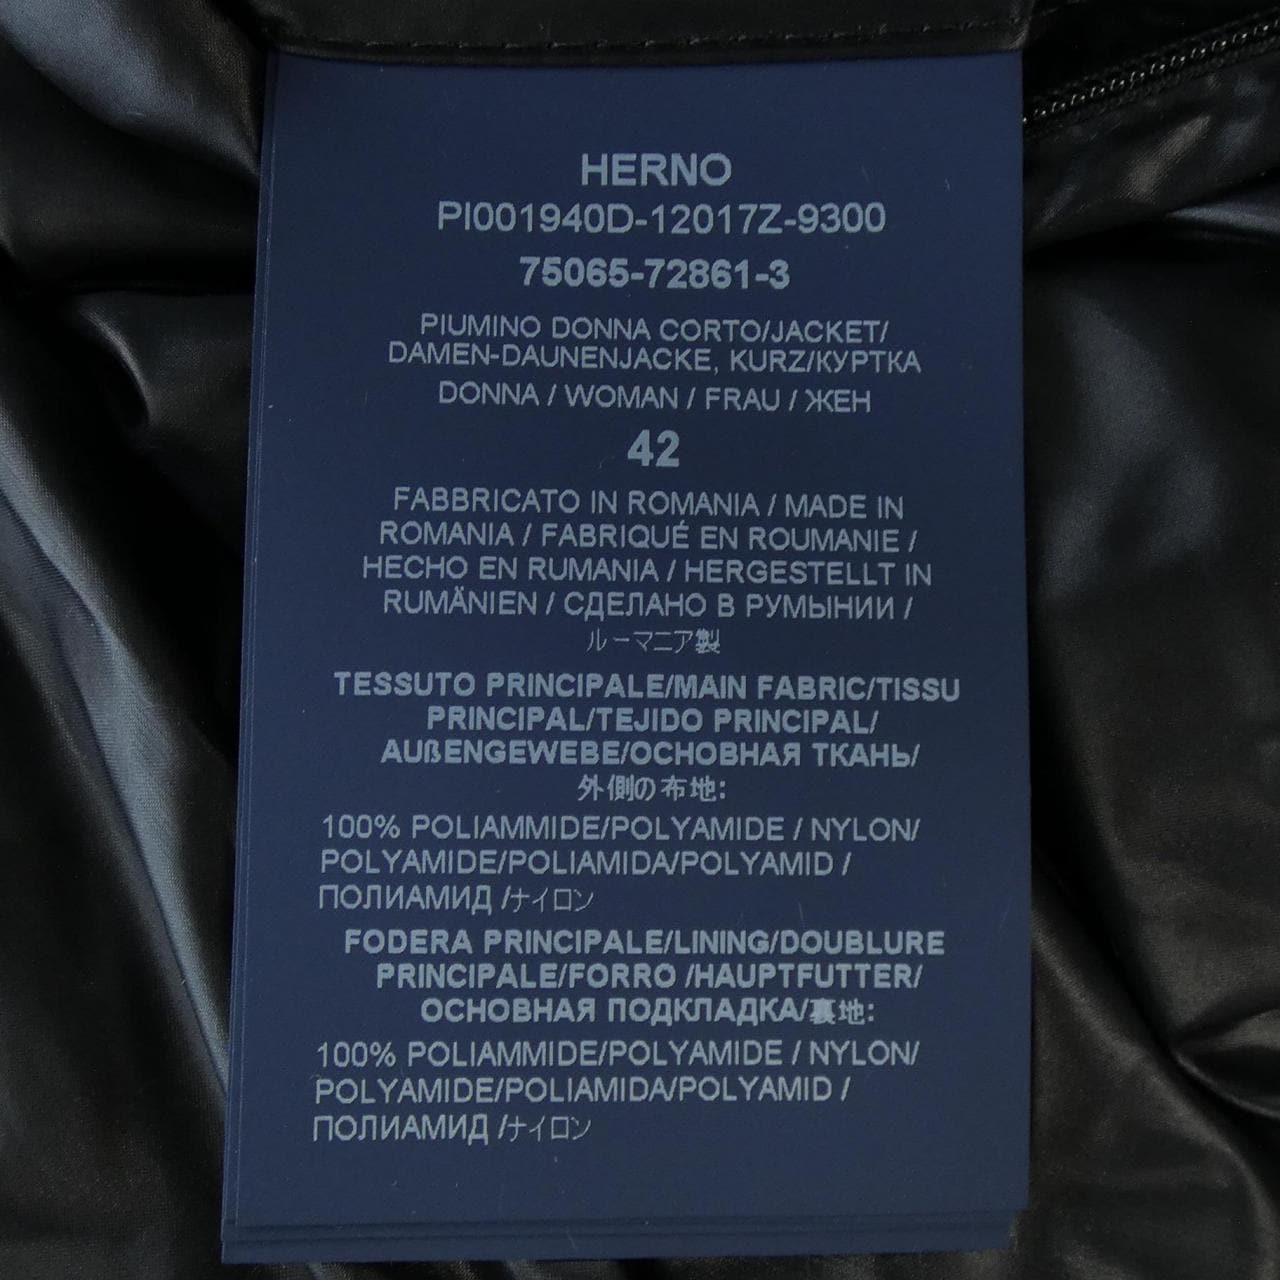 HERNO
PI001940D-12017Z-9300
75065-72861-3
PIUMINO DONNA CORTO/JACKET/
DAMEN-DAUNENJACKE, KURZ/КУРТКА
DONNA / WOMAN / FRAU / ЖЕН
42
FABBRICATO IN ROMANIA / MADE IN
ROMANIA / FABRIQUÉ EN ROUMANIE /
HECHO EN RUMANIA / HERGESTELLT IN
RUMÄNIEN / СДЕЛАНО В РУМЫНИИ /
ルーマニア製
TESSUTO PRINCIPALE/MAIN FABRIC/TISSU
PRINCIPAL/TEJIDO PRINCIPAL/
AUßENGEWEBE/ОСНОВНАЯ ТКАНЬ/
外側の布地:
100% POLIAMMIDE/POLYAMIDE / NYLON/
POLYAMIDE/POLIAMIDA/POLYAMID /
ПОЛИАМИД /ナイロン
FODERA PRINCIPALE/LINING/DOUBLURE
PRINCIPALE/FORRO /HAUPTFUTTER/
ОСНОВНАЯ ПОДКЛАДКА/裏地:
100% POLIAMMIDE/POLYAMIDE / NYLON/
POLYAMIDE/POLIAMIDA/POLYAMID /
ПОЛИАМИД /ナイロン